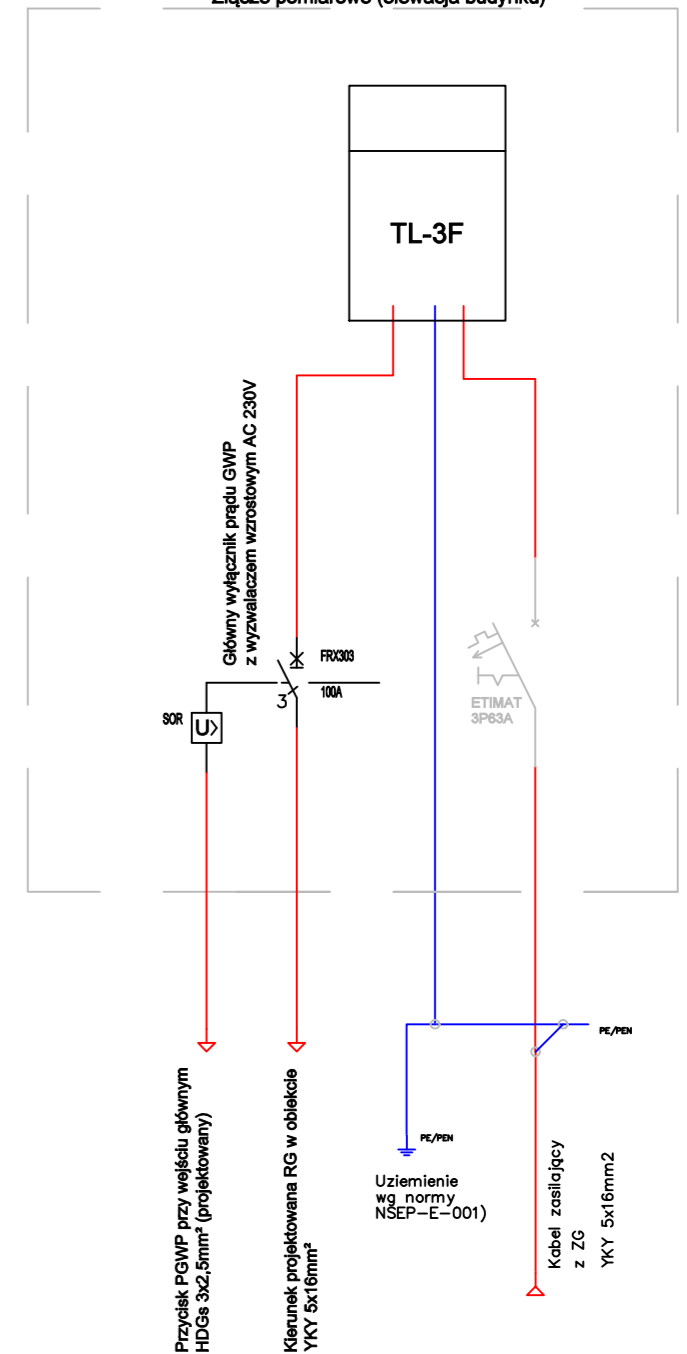 Złącze pomiarowe (elewacja budynku)
TL-3F
Główny wyłącznik prądu GWP
z wyzwalaczem wzrostowym AC 230V
FRX303
100A
3
SOR
U>
ETIMAT
3P63A
PE/PEN
PE/PEN
Uziemienie
wg normy
NSEP-E-001)
Przycisk PGWP przy wejściu głównym
HDGs 3x2,5mm² (projektowany)
Kierunek projektowana RG w obiekcie
YKY 5x16mm²
Kabel zasilający
z ZG
YKY 5x16mm2